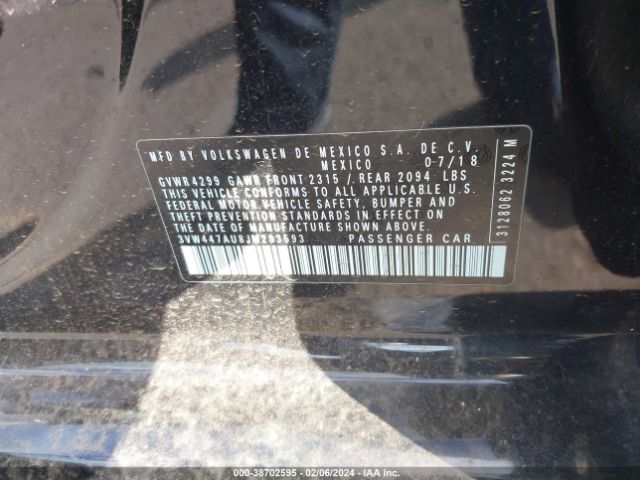 MFD BY VOLKSWAGEN DE MEXICO S.A. DE C.V.
MEXICO 07/18
GVWR 4299 GAWR FRONT 2315 / REAR 2094 LBS
THIS VEHICLE CONFORMS TO ALL APPLICABLE U.S.
FEDERAL MOTOR VEHICLE SAFETY, BUMPER AND
THEFT PREVENTION STANDARDS IN EFFECT ON
THE DATE OF MANUFACTURE SHOWN ABOVE.
PASSENGER CAR
3128062 3224 M
000-38702595 - 02/06/2024 - IAA Inc.